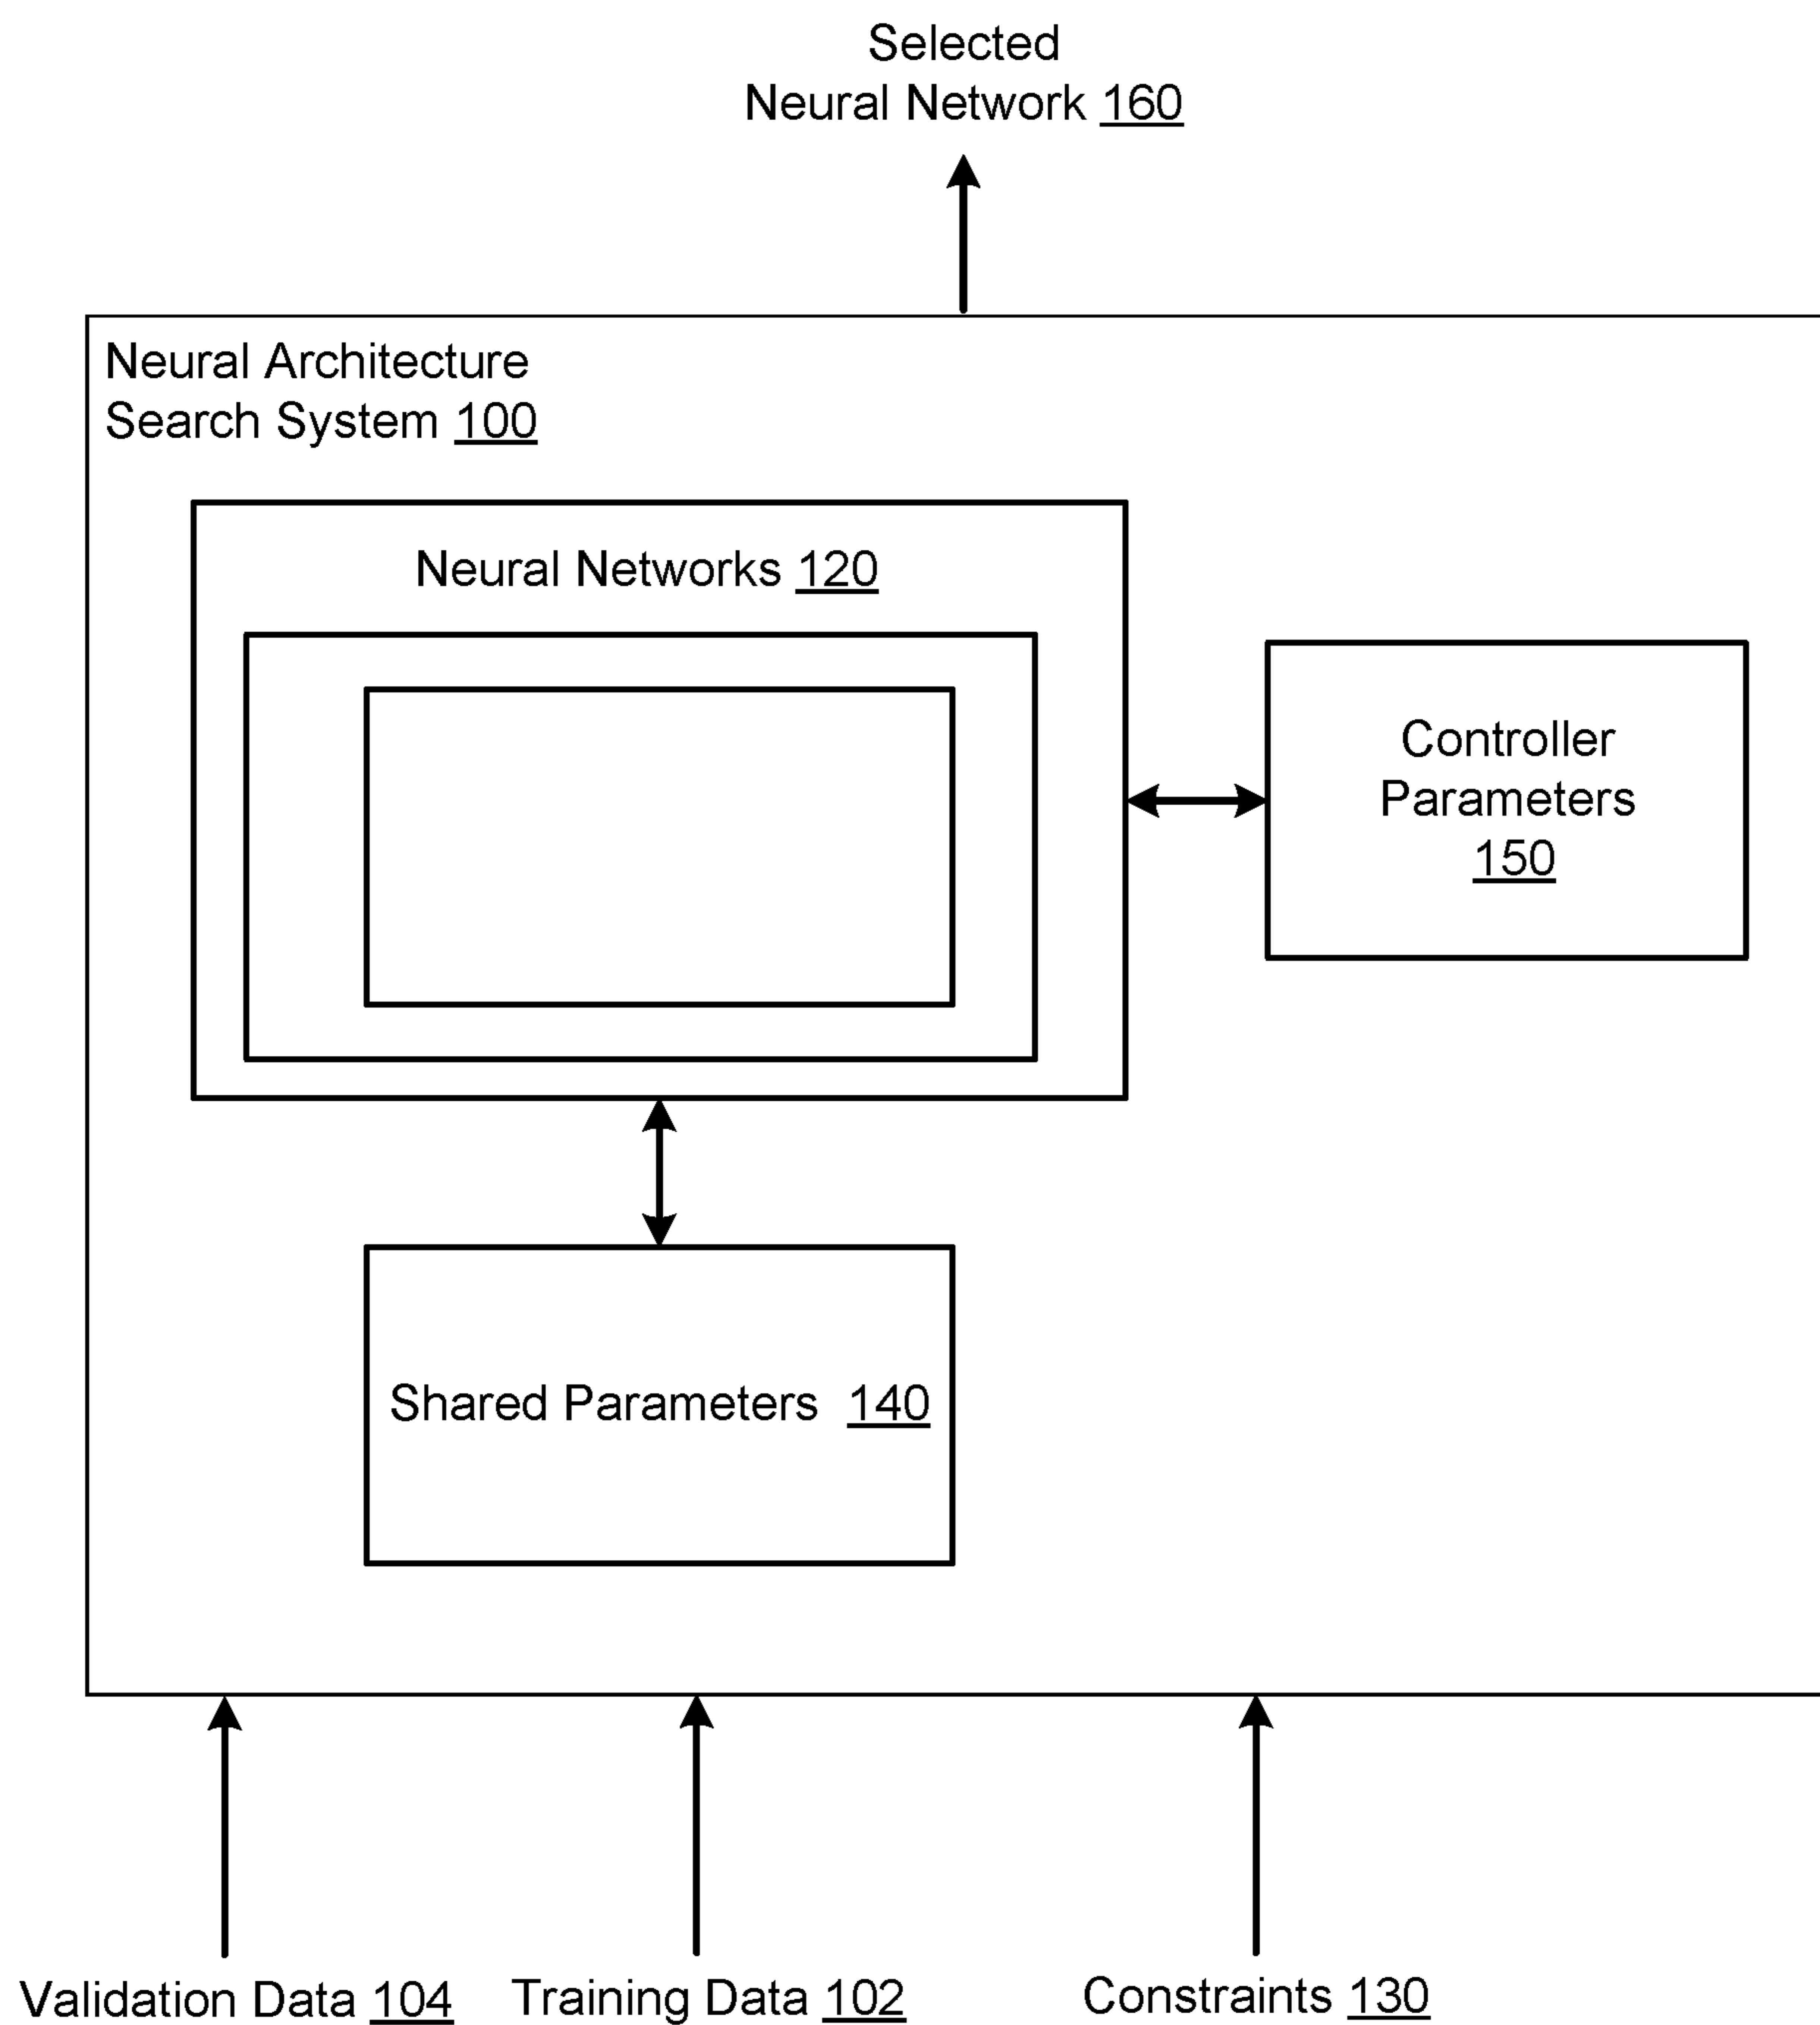 Selected
Neural Network 160
Neural Architecture
Search System 100
Neural Networks 120
Controller
Parameters
150
Shared Parameters 140
Validation Data 104
Training Data 102
Constraints 130